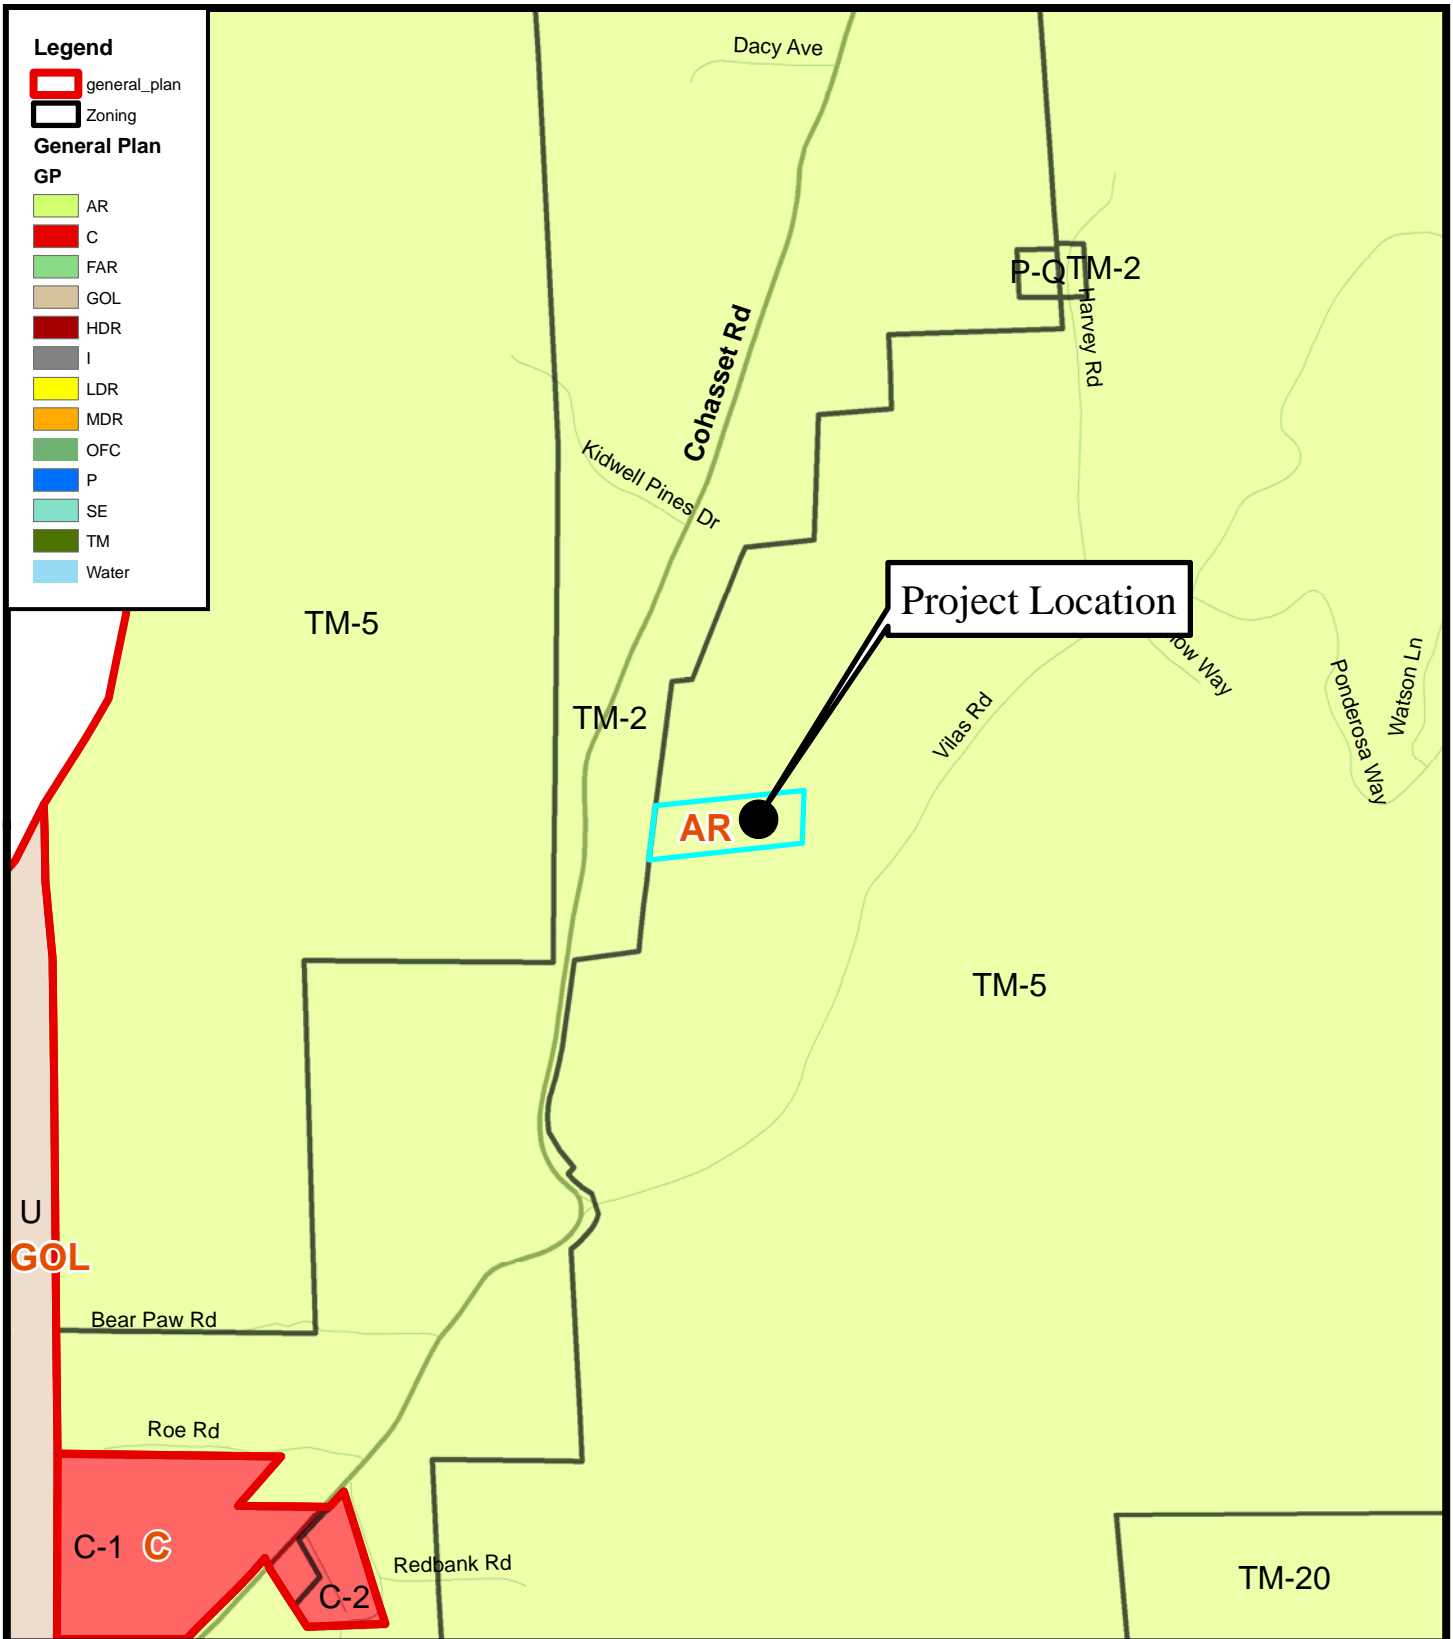 Legend
general_plan
Zoning
General Plan
GP
AR
C
FAR
GOL
HDR
I
LDR
MDR
OFC
P
SE
TM
Water
Dacy Ave
P-Q
TM-2
Harvey Rd
Cohasset Rd
Kidwell Pines Dr
Project Location
TM-5
TM-2
Way
Ponderosa Way
Watson Ln
Vilas Rd
AR
TM-5
U
GOL
Bear Paw Rd
Roe Rd
C-1
C
C-2
Redbank Rd
TM-20